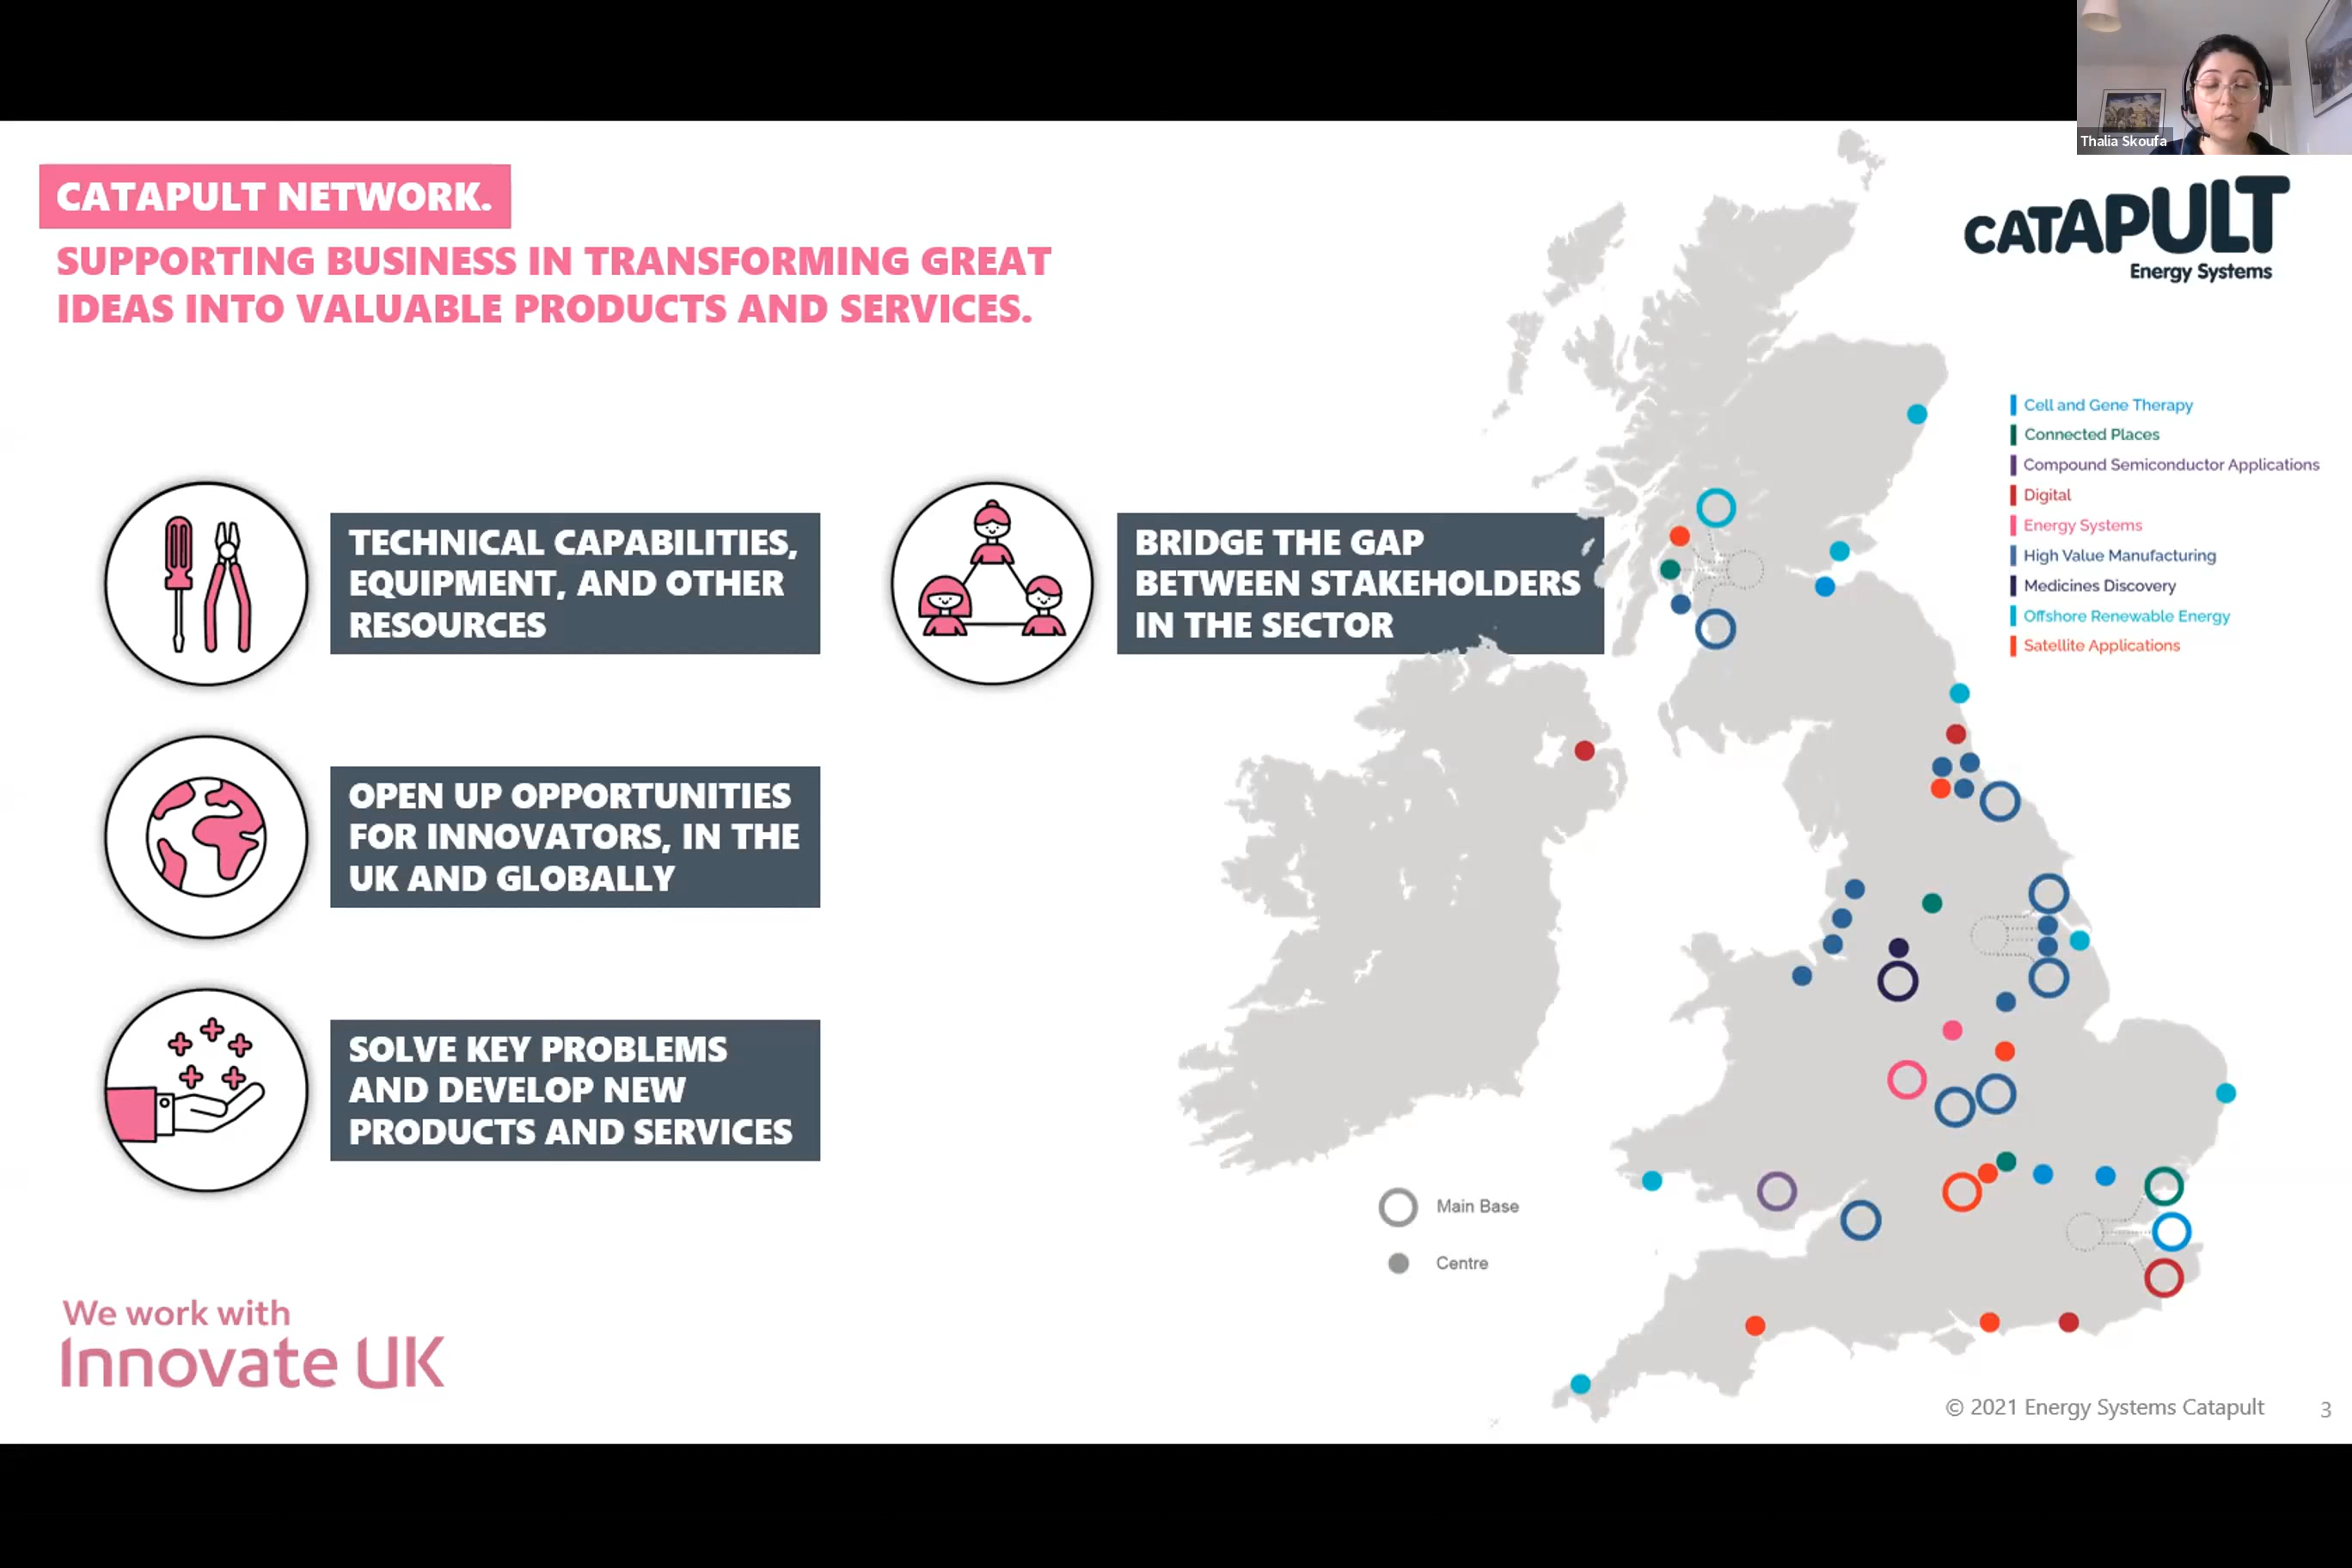 Thalia Skoufa
CATAPULT NETWORK.
SUPPORTING BUSINESS IN TRANSFORMING GREAT
IDEAS INTO VALUABLE PRODUCTS AND SERVICES.
CATAPULT
Energy Systems
TECHNICAL CAPABILITIES,
EQUIPMENT, AND OTHER
RESOURCES
BRIDGE THE GAP
BETWEEN STAKEHOLDERS
IN THE SECTOR
OPEN UP OPPORTUNITIES
FOR INNOVATORS, IN THE
UK AND GLOBALLY
SOLVE KEY PROBLEMS
AND DEVELOP NEW
PRODUCTS AND SERVICES
Cell and Gene Therapy
Connected Places
Compound Semiconductor Applications
Digital
Energy Systems
High Value Manufacturing
Medicines Discovery
Offshore Renewable Energy
Satellite Applications
Main Base
Centre
We work with
Innovate UK
© 2021 Energy Systems Catapult
3